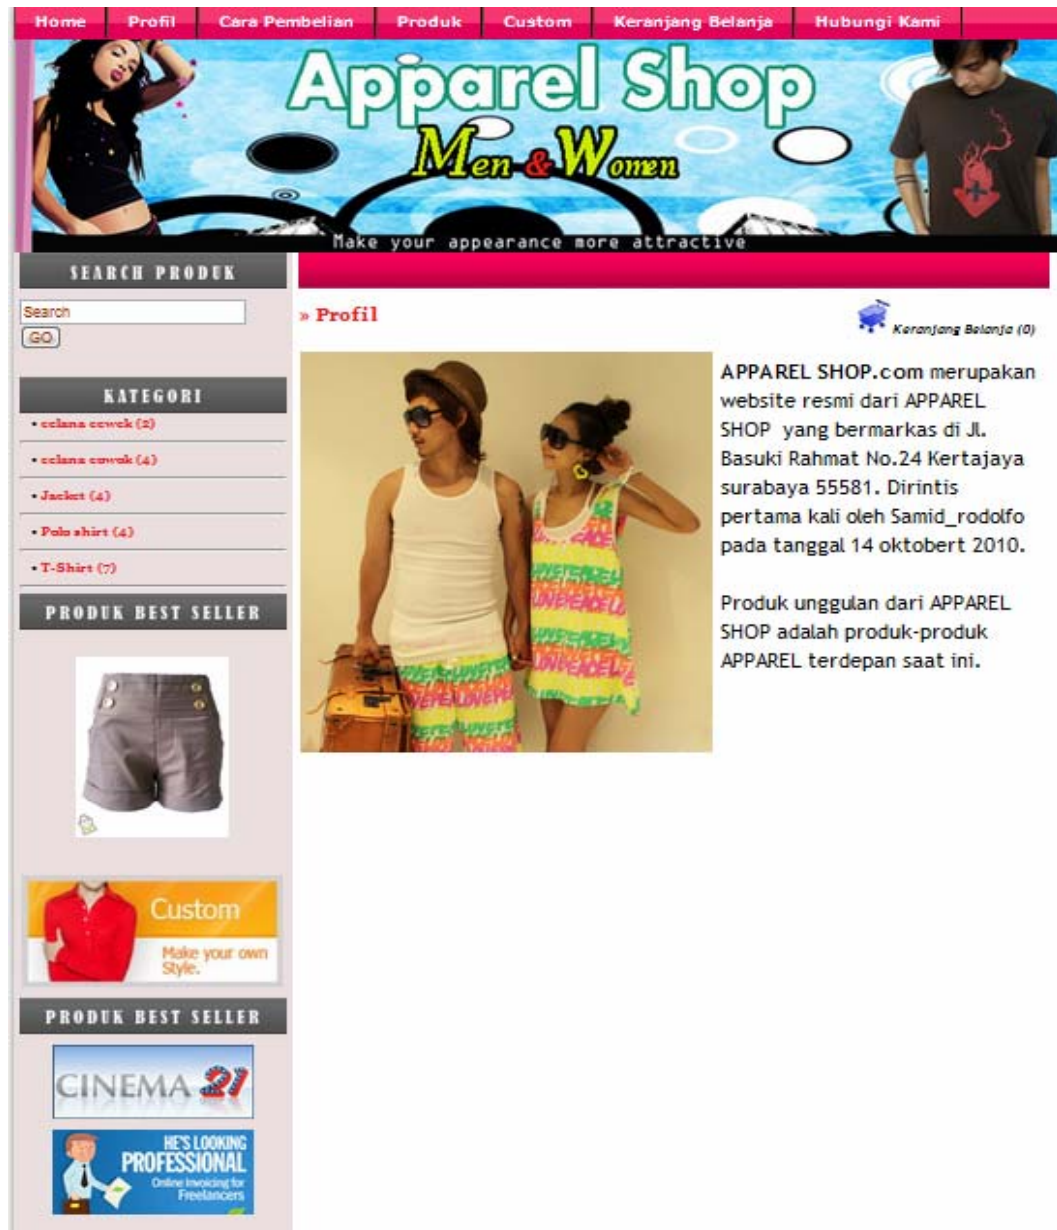 Home Profil Cara Pembelian Produk Custom Keranjang Belanja Hubungi Kami
Apparel Shop
Men & Women
Make your appearance more attractive
SEARCH PRODUK
Search
GO
KATEGORI
celana cewek (2)
celana cowok (4)
Jacket (4)
Polo shirt (4)
T-Shirt (7)
PRODUK BEST SELLER
Custom
Make your own
Style.
PRODUK BEST SELLER
CINEMA 21
HE'S LOOKING
PROFESSIONAL
Online Invoicing for
Freelancers
» Profil
Keranjang Belanja (0)
APPAREL SHOP.com merupakan
website resmi dari APPAREL
SHOP yang bermarkas di Jl.
Basuki Rahmat No.24 Kertajaya
surabaya 55581. Dirintis
pertama kali oleh Samid_rodolfo
pada tanggal 14 oktobert 2010.
Produk unggulan dari APPAREL
SHOP adalah produk-produk
APPAREL terdepan saat ini.